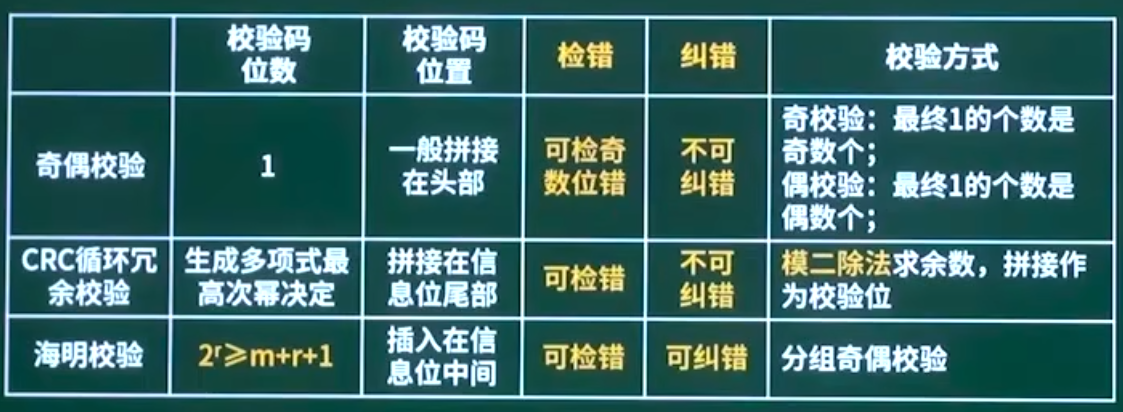 校验码
位数
校验码
位置
检错
纠错
校验方式
奇偶校验
1
一般拼接
在头部
可检奇
数位错
不可
纠错
奇校验：最终1的个数是
奇数个；
偶校验：最终1的个数是
偶数个；
CRC循环冗
余校验
生成多项式最
高次幂决定
拼接在信
息位尾部
可检错
不可
纠错
模二除法求余数，拼接作
为校验位
海明校验
2ʳ≥m+r+1
插入在信
息位中间
可检错
可纠错
分组奇偶校验